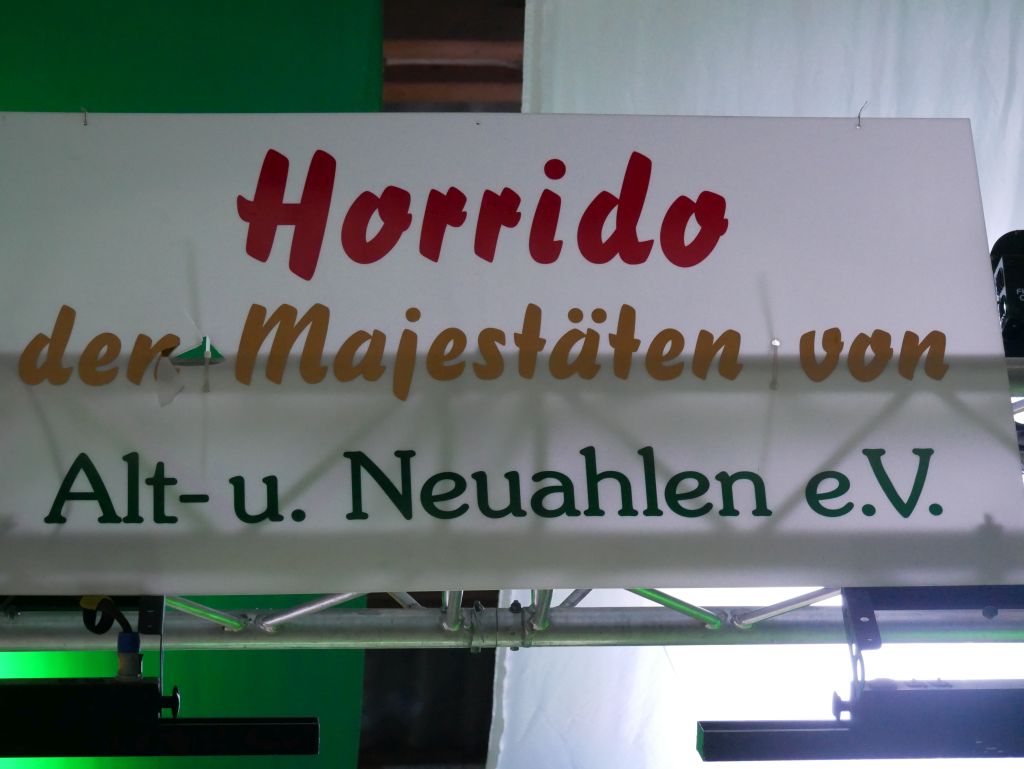 Horrido
der Majestäten von
Alt- u. Neuahlen e.V.